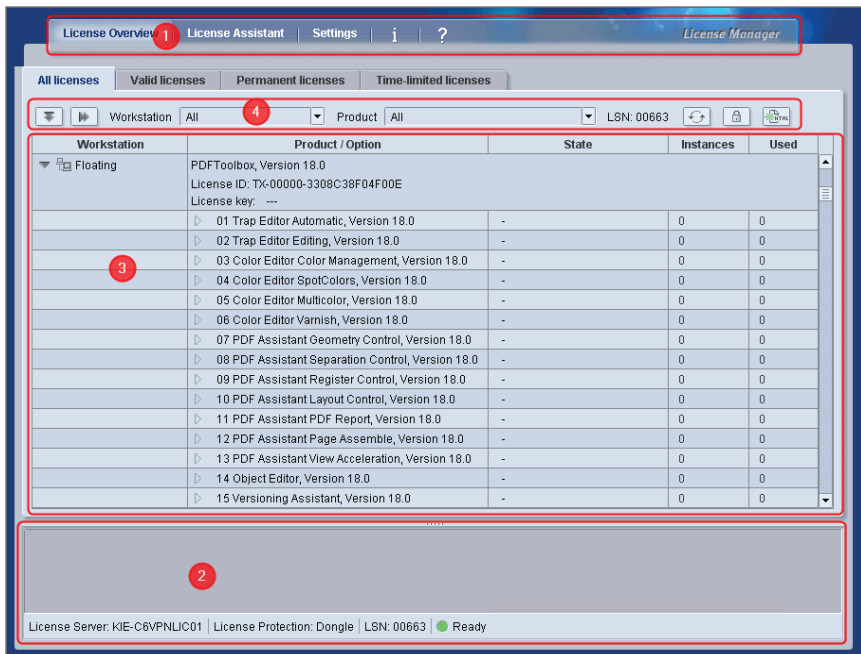 License Overview 1 License Assistant | Settings | i | ? License Manager
All licenses Valid licenses Permanent licenses Time-limited licenses
Workstation All 4 Product All LSN: 00663 HTML
Workstation Product / Option State Instances Used
Floating PDFToolbox, Version 18.0
License ID: TX-00000-3308C38F04F00E
License key: ---
01 Trap Editor Automatic, Version 18.0 - 0 0
02 Trap Editor Editing, Version 18.0 - 0 0
3 03 Color Editor Color Management, Version 18.0 - 0 0
04 Color Editor SpotColors, Version 18.0 - 0 0
05 Color Editor Multicolor, Version 18.0 - 0 0
06 Color Editor Varnish, Version 18.0 - 0 0
07 PDF Assistant Geometry Control, Version 18.0 - 0 0
08 PDF Assistant Separation Control, Version 18.0 - 0 0
09 PDF Assistant Register Control, Version 18.0 - 0 0
10 PDF Assistant Layout Control, Version 18.0 - 0 0
11 PDF Assistant PDF Report, Version 18.0 - 0 0
12 PDF Assistant Page Assemble, Version 18.0 - 0 0
13 PDF Assistant View Acceleration, Version 18.0 - 0 0
14 Object Editor, Version 18.0 - 0 0
15 Versioning Assistant, Version 18.0 - 0 0
2
License Server: KIE-C6VPNLIC01 | License Protection: Dongle | LSN: 00663 | Ready